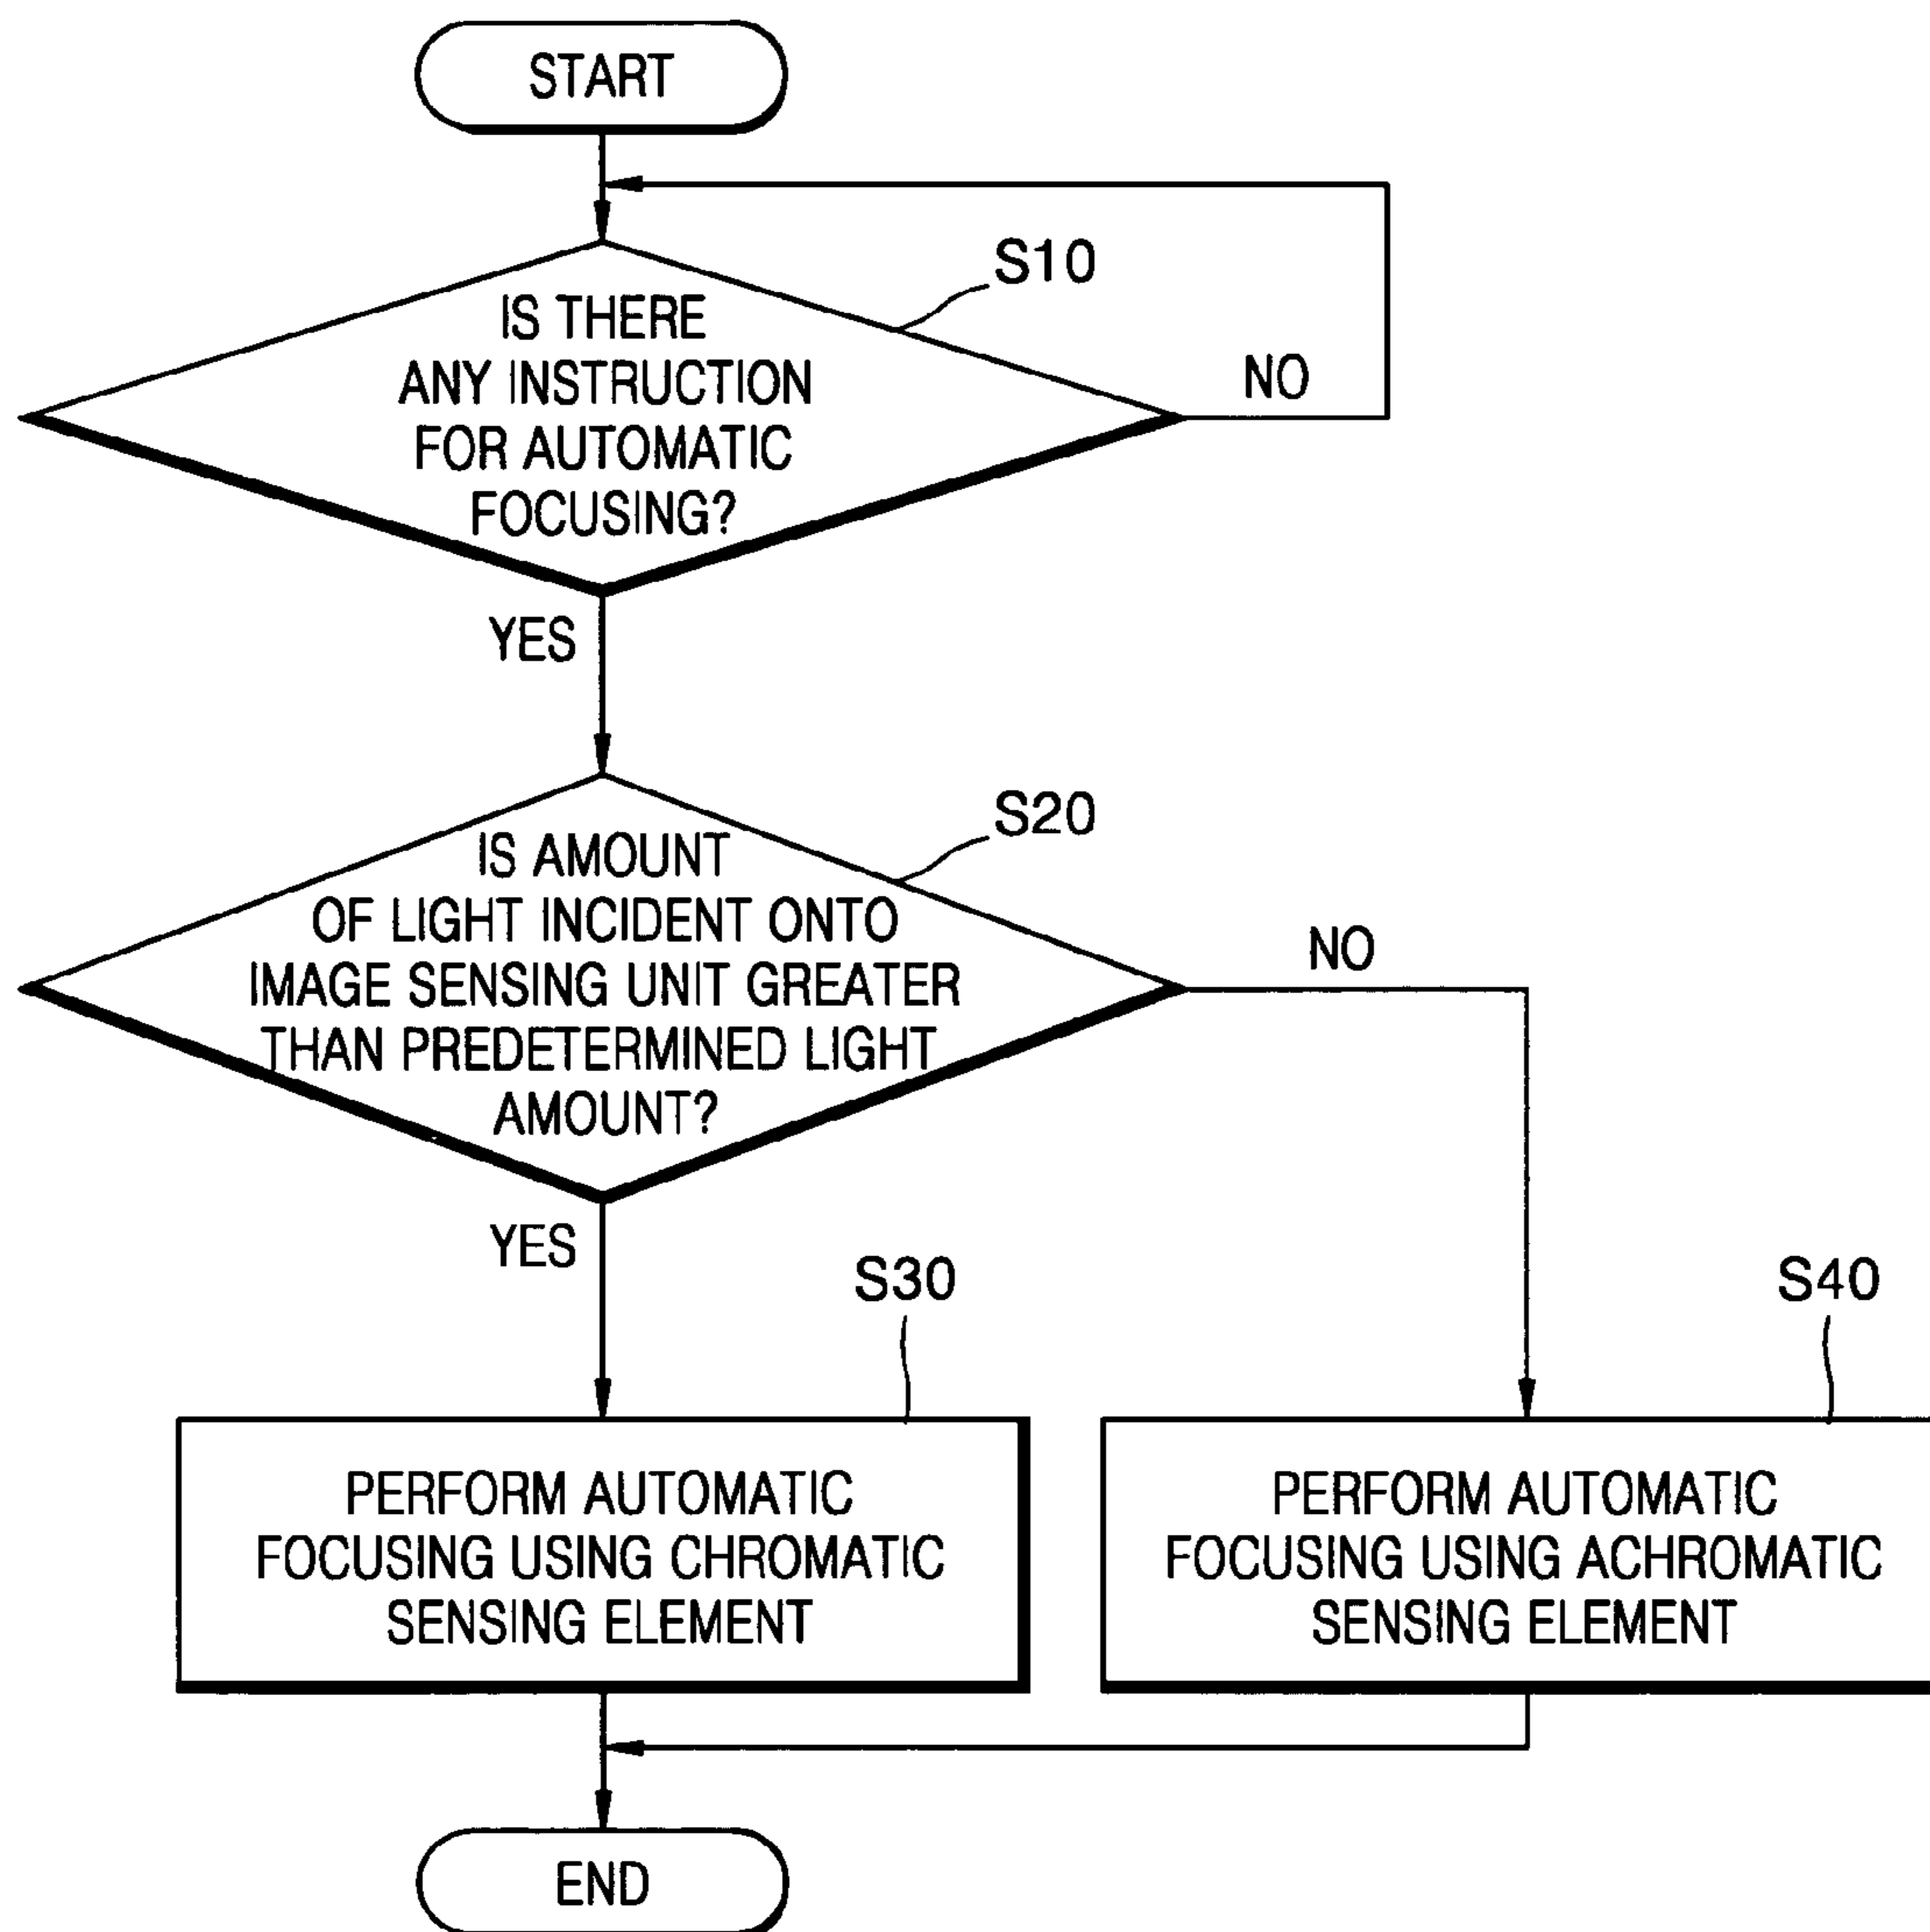 START
S10
IS THERE
ANY INSTRUCTION
FOR AUTOMATIC
FOCUSING?
NO
YES
S20
IS AMOUNT
OF LIGHT INCIDENT ONTO
IMAGE SENSING UNIT GREATER
THAN PREDETERMINED LIGHT
AMOUNT?
NO
YES
S30
PERFORM AUTOMATIC
FOCUSING USING CHROMATIC
SENSING ELEMENT
S40
PERFORM AUTOMATIC
FOCUSING USING ACHROMATIC
SENSING ELEMENT
END